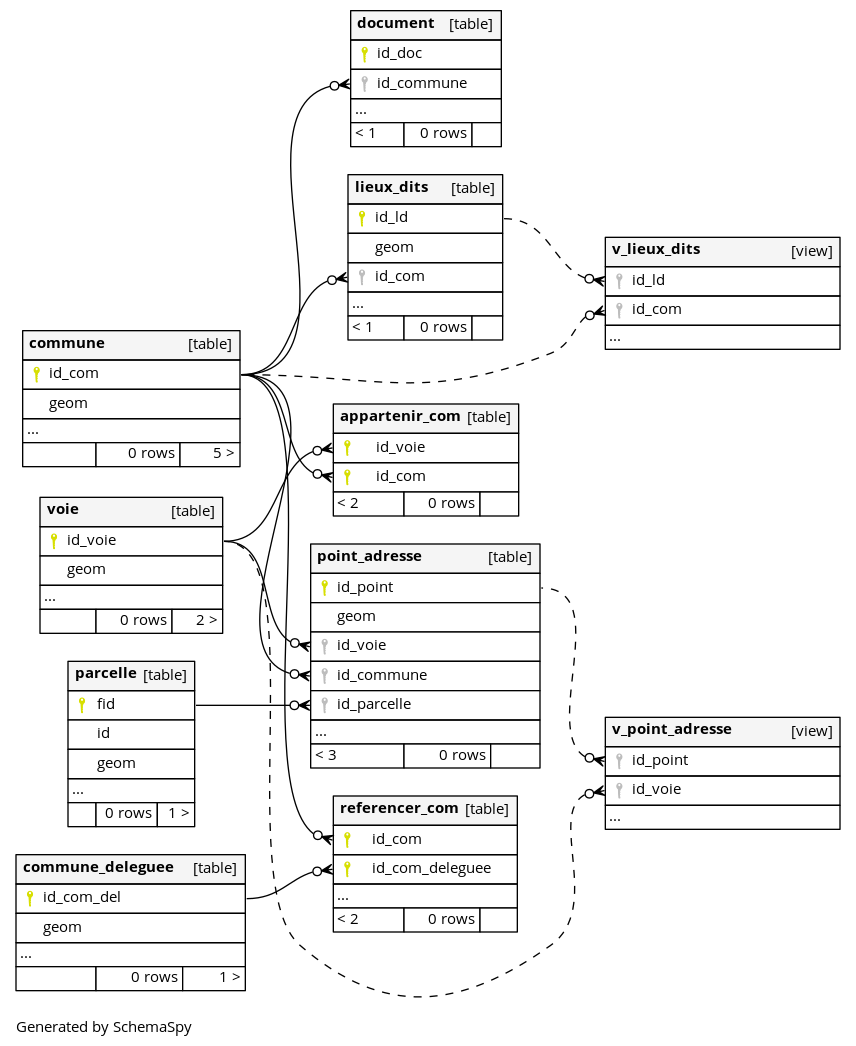 document [table]
id_doc
id_commune
...
< 1 0 rows
lieux_dits [table]
id_ld
geom
id_com
...
< 1 0 rows
v_lieux_dits [view]
id_ld
id_com
...
commune [table]
id_com
geom
...
0 rows 5 >
appartenir_com [table]
id_voie
id_com
< 2 0 rows
voie [table]
id_voie
geom
...
0 rows 2 >
point_adresse [table]
id_point
geom
id_voie
id_commune
id_parcelle
...
< 3 0 rows
parcelle [table]
fid
id
geom
...
0 rows 1 >
v_point_adresse [view]
id_point
id_voie
...
referencer_com [table]
id_com
id_com_deleguee
...
< 2 0 rows
commune_deleguee [table]
id_com_del
geom
...
0 rows 1 >
Generated by SchemaSpy